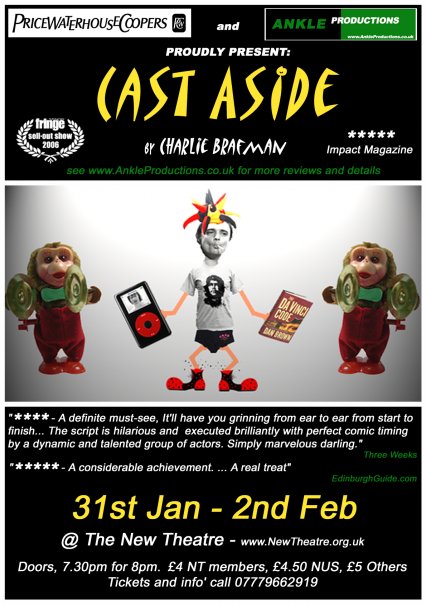 PRICEWATERHOUSECOOPERS PwC and ANKLE PRODUCTIONS
www.AnkleProductions.co.uk
PROUDLY PRESENT:
CAST ASIDE
BY CHARLIE BRAFMAN
fringe
sell-out show
2006
*****
Impact Magazine
see www.AnkleProductions.co.uk for more reviews and details
THE
DA VINCI
CODE
DAN BROWN
"**** - A definite must-see, It'll have you grinning from ear to ear from start to
finish... The script is hilarious and executed brilliantly with perfect comic timing
by a dynamic and talented group of actors. Simply marvelous darling."
Three Weeks
"***** - A considerable achievement. ... A real treat"
EdinburghGuide.com
31st Jan - 2nd Feb
@ The New Theatre - www.NewTheatre.org.uk
Doors, 7.30pm for 8pm. £4 NT members, £4.50 NUS, £5 Others
Tickets and info' call 07779662919